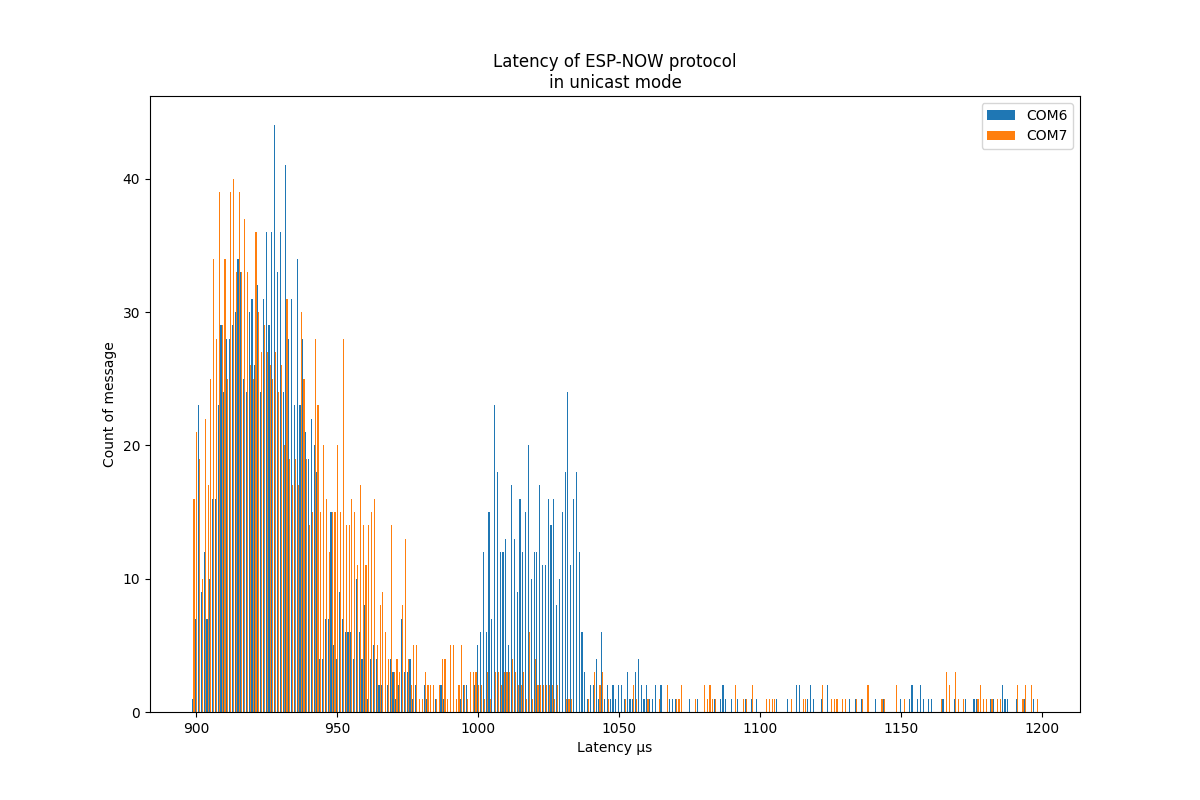 Latency of ESP-NOW protocol
in unicast mode
COM6
COM7
Count of message
40
30
20
10
0
900
950
1000
1050
1100
1150
1200
Latency µs